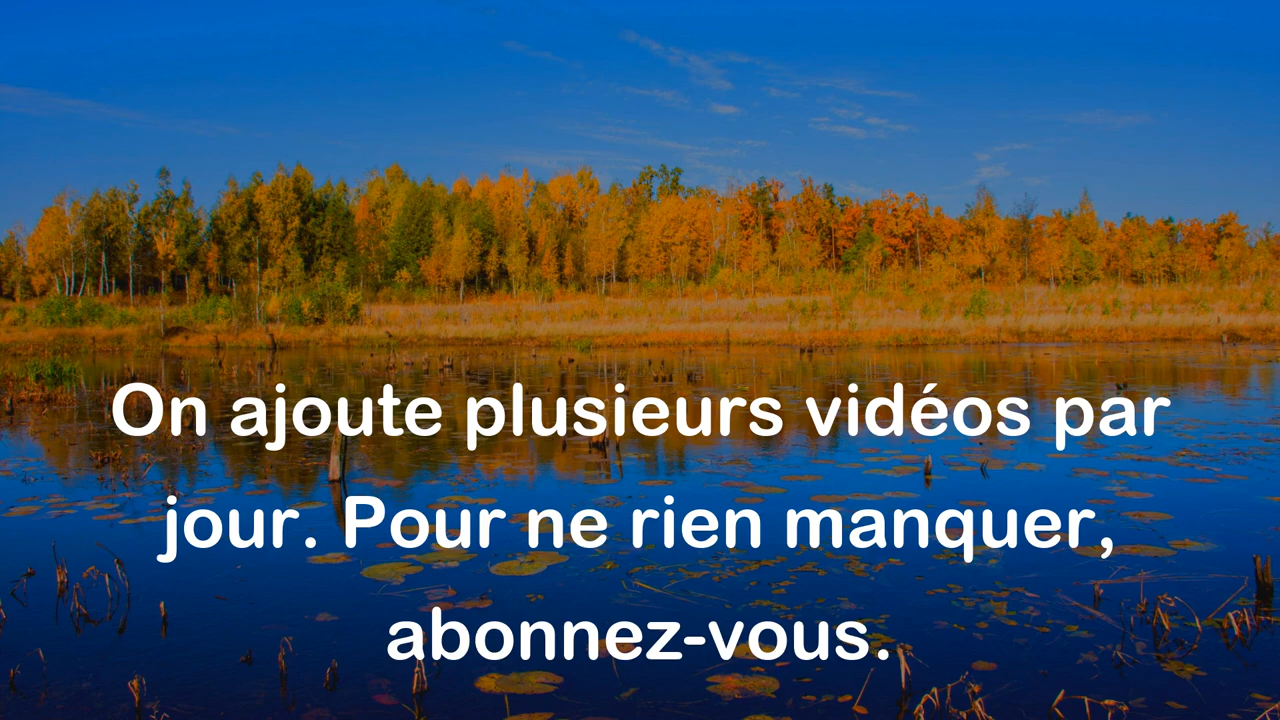 On ajoute plusieurs vidéos par
jour. Pour ne rien manquer,
abonnez-vous.